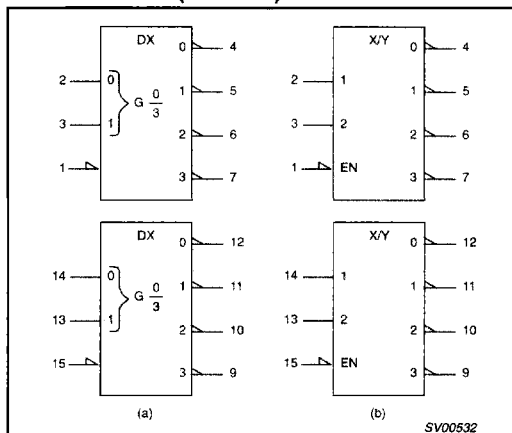 DX X/Y
0 4 0 4
2 0 2 1
1 5 1 5
G 0/3
3 1 3 2
2 6 2 6
1 1 EN
3 7 3 7
DX X/Y
0 12 0 12
14 0 14 1
1 11 1 11
G 0/3
13 1 13 2
2 10 2 10
15 15 EN
3 9 3 9
(a) (b)
SV00532